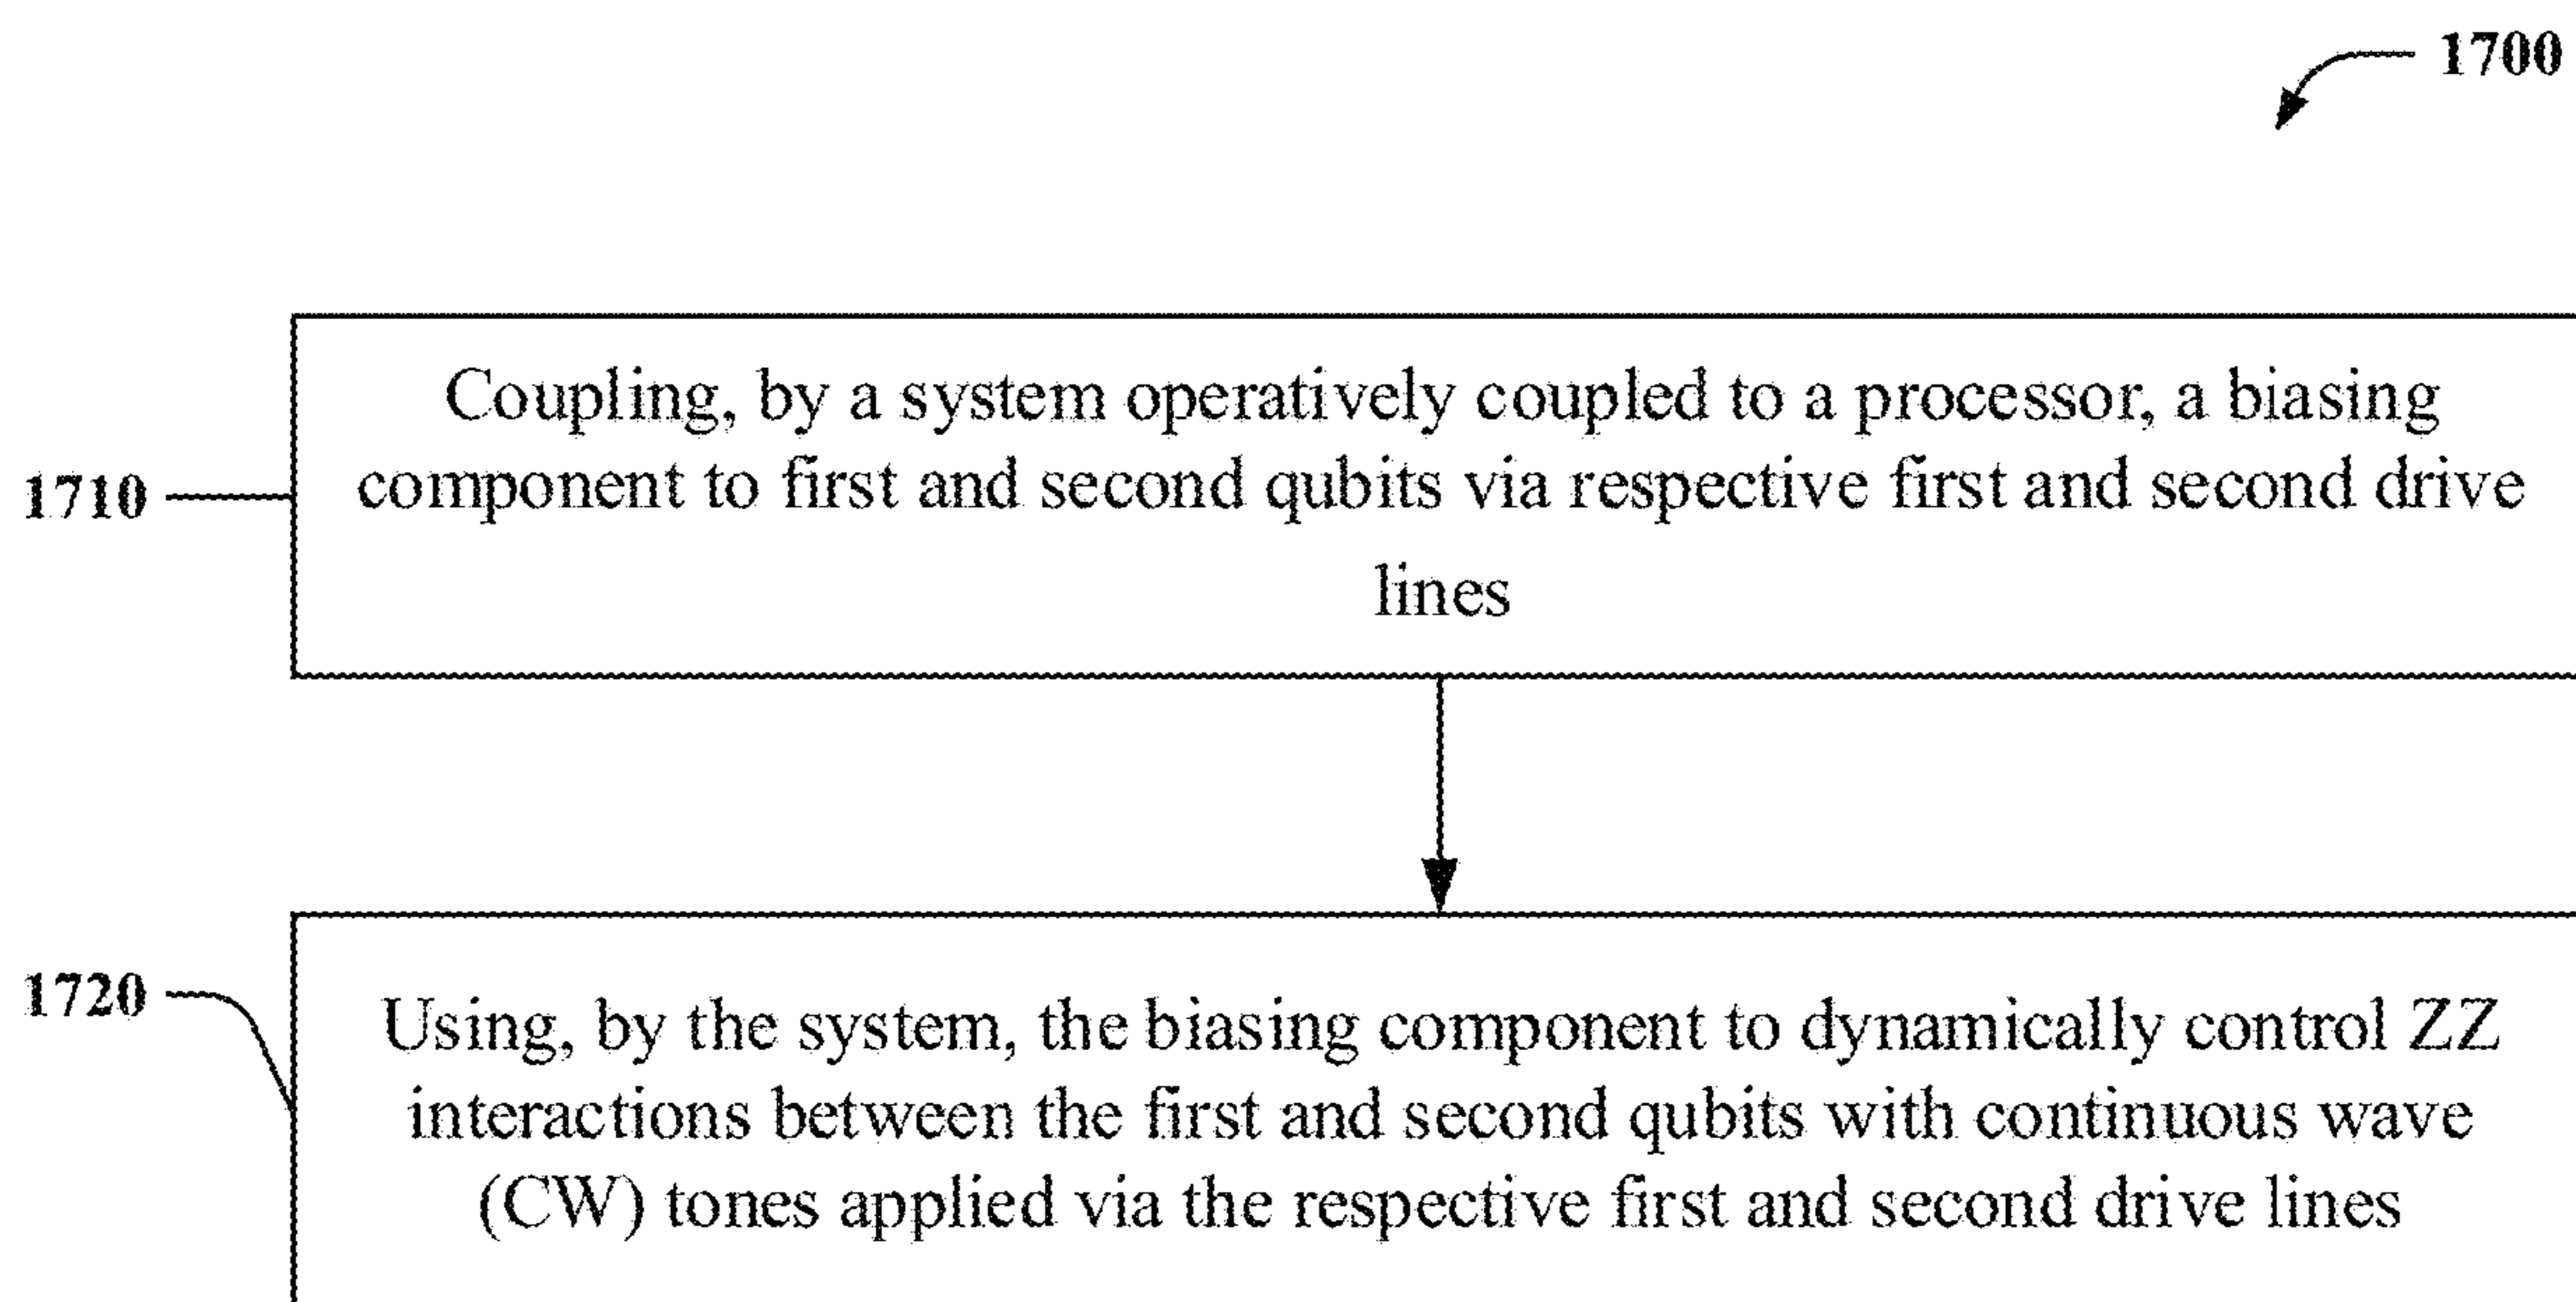 1700
Coupling, by a system operatively coupled to a processor, a biasing
component to first and second qubits via respective first and second drive
lines
1710
1720
Using, by the system, the biasing component to dynamically control ZZ
interactions between the first and second qubits with continuous wave
(CW) tones applied via the respective first and second drive lines